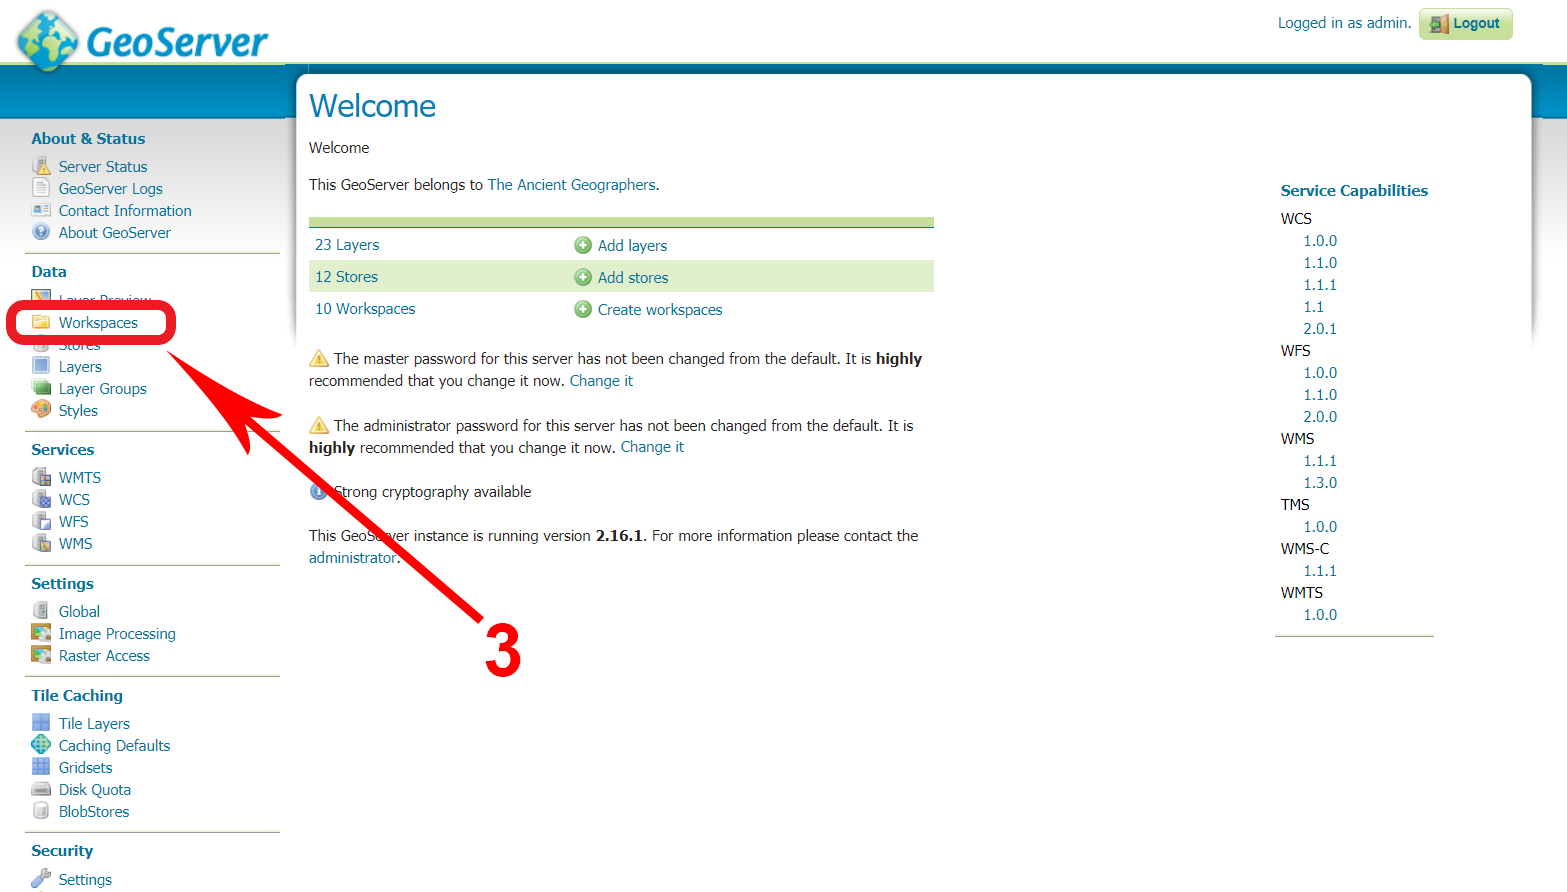 GeoServer
Logged in as admin.
Logout
About & Status
Server Status
GeoServer Logs
Contact Information
About GeoServer
Data
Layer Preview
Workspaces
Stores
Layers
Layer Groups
Styles
Services
WMTS
WCS
WFS
WMS
Settings
Global
Image Processing
Raster Access
Tile Caching
Tile Layers
Caching Defaults
Gridsets
Disk Quota
BlobStores
Security
Settings
Welcome
Welcome
This GeoServer belongs to The Ancient Geographers.
23 Layers
Add layers
12 Stores
Add stores
10 Workspaces
Create workspaces
The master password for this server has not been changed from the default. It is highly
recommended that you change it now. Change it
The administrator password for this server has not been changed from the default. It is
highly recommended that you change it now. Change it
Strong cryptography available
This GeoServer instance is running version 2.16.1. For more information please contact the
administrator.
3
Service Capabilities
WCS
1.0.0
1.1.0
1.1.1
1.1
2.0.1
WFS
1.0.0
1.1.0
2.0.0
WMS
1.1.1
1.3.0
TMS
1.0.0
WMS-C
1.1.1
WMTS
1.0.0